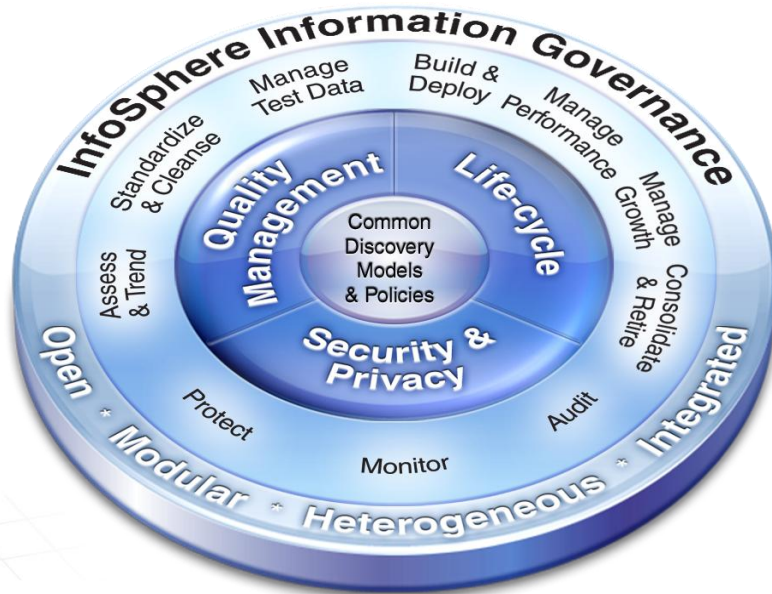 InfoSphere Information Governance
Manage
Test Data
Build &
Deploy
Manage
Performance
Manage
Growth
Consolidate
& Retire
Standardize
& Cleanse
Assess
& Trend
Quality
Management
Life-cycle
Common
Discovery
Models
& Policies
Security &
Privacy
Protect
Monitor
Audit
Open * Modular * Heterogeneous * Integrated